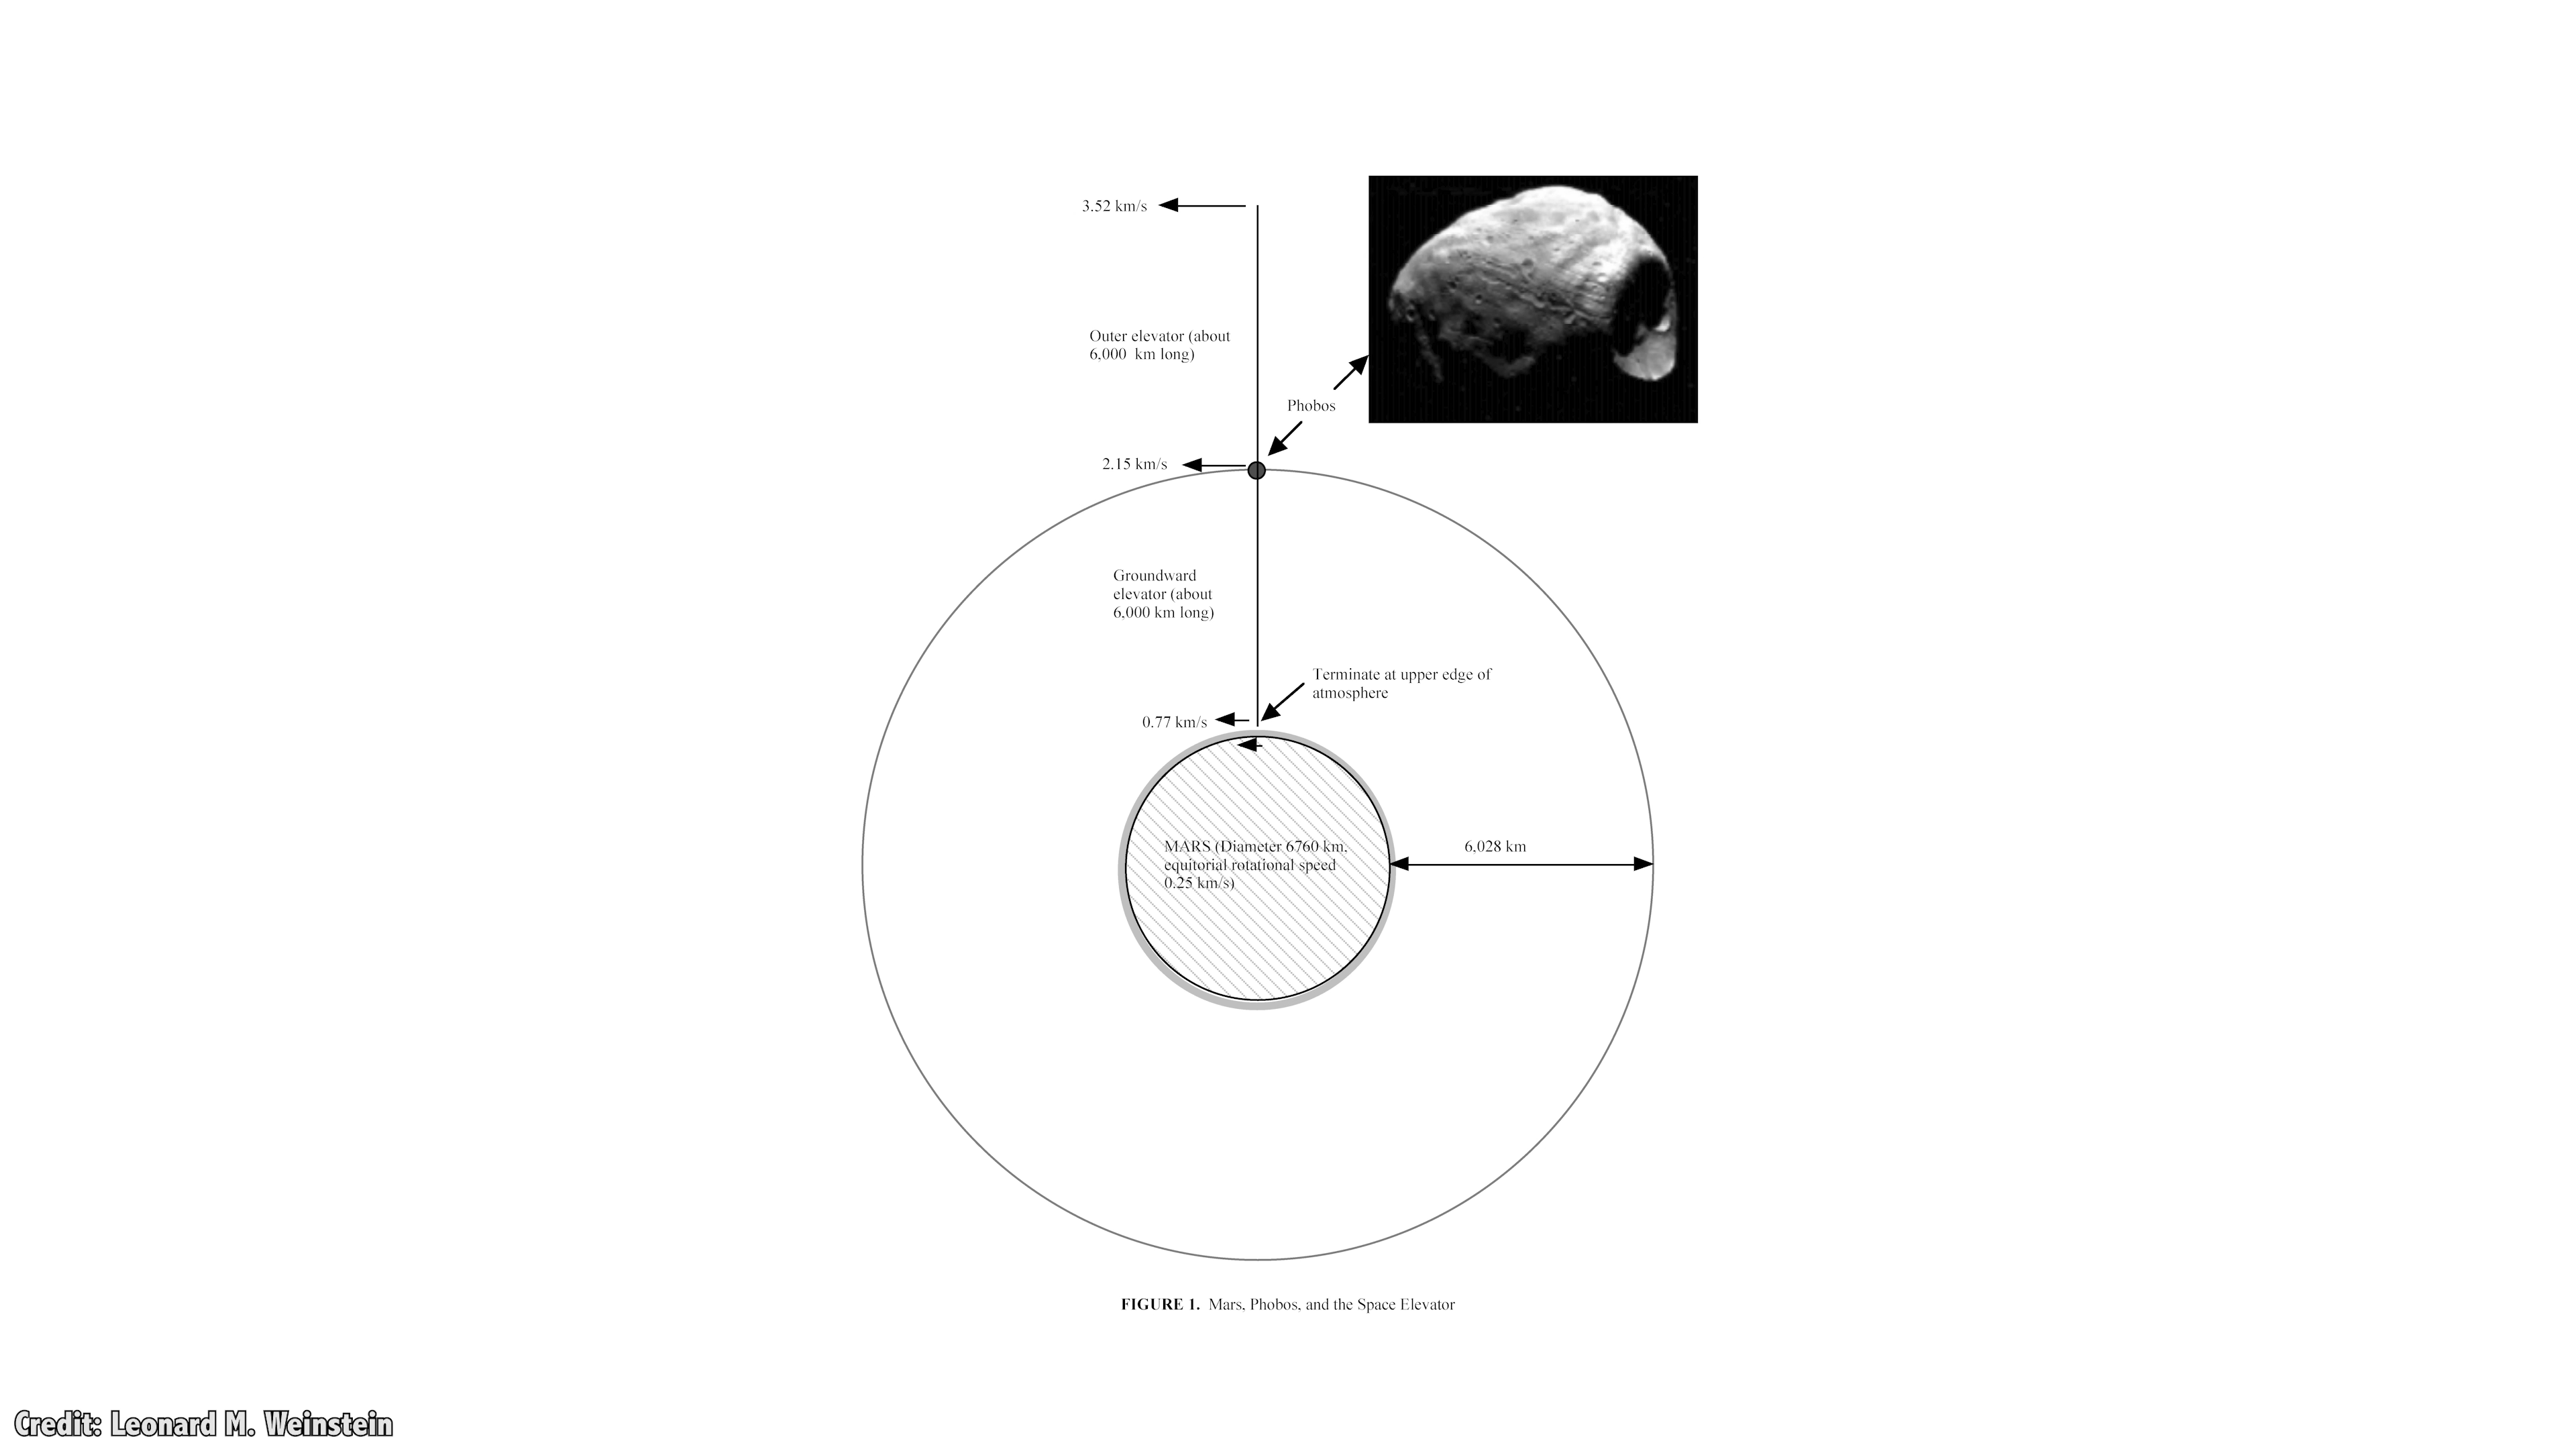 3.52 km/s
Outer elevator (about
6,000 km long)
Phobos
2.15 km/s
Groundward
elevator (about
6,000 km long)
Terminate at upper edge of
atmosphere
0.77 km/s
MARS (Diameter 6760 km,
equitorial rotational speed
0.25 km/s)
6,028 km
FIGURE 1. Mars, Phobos, and the Space Elevator
Credit: Leonard M. Weinstein